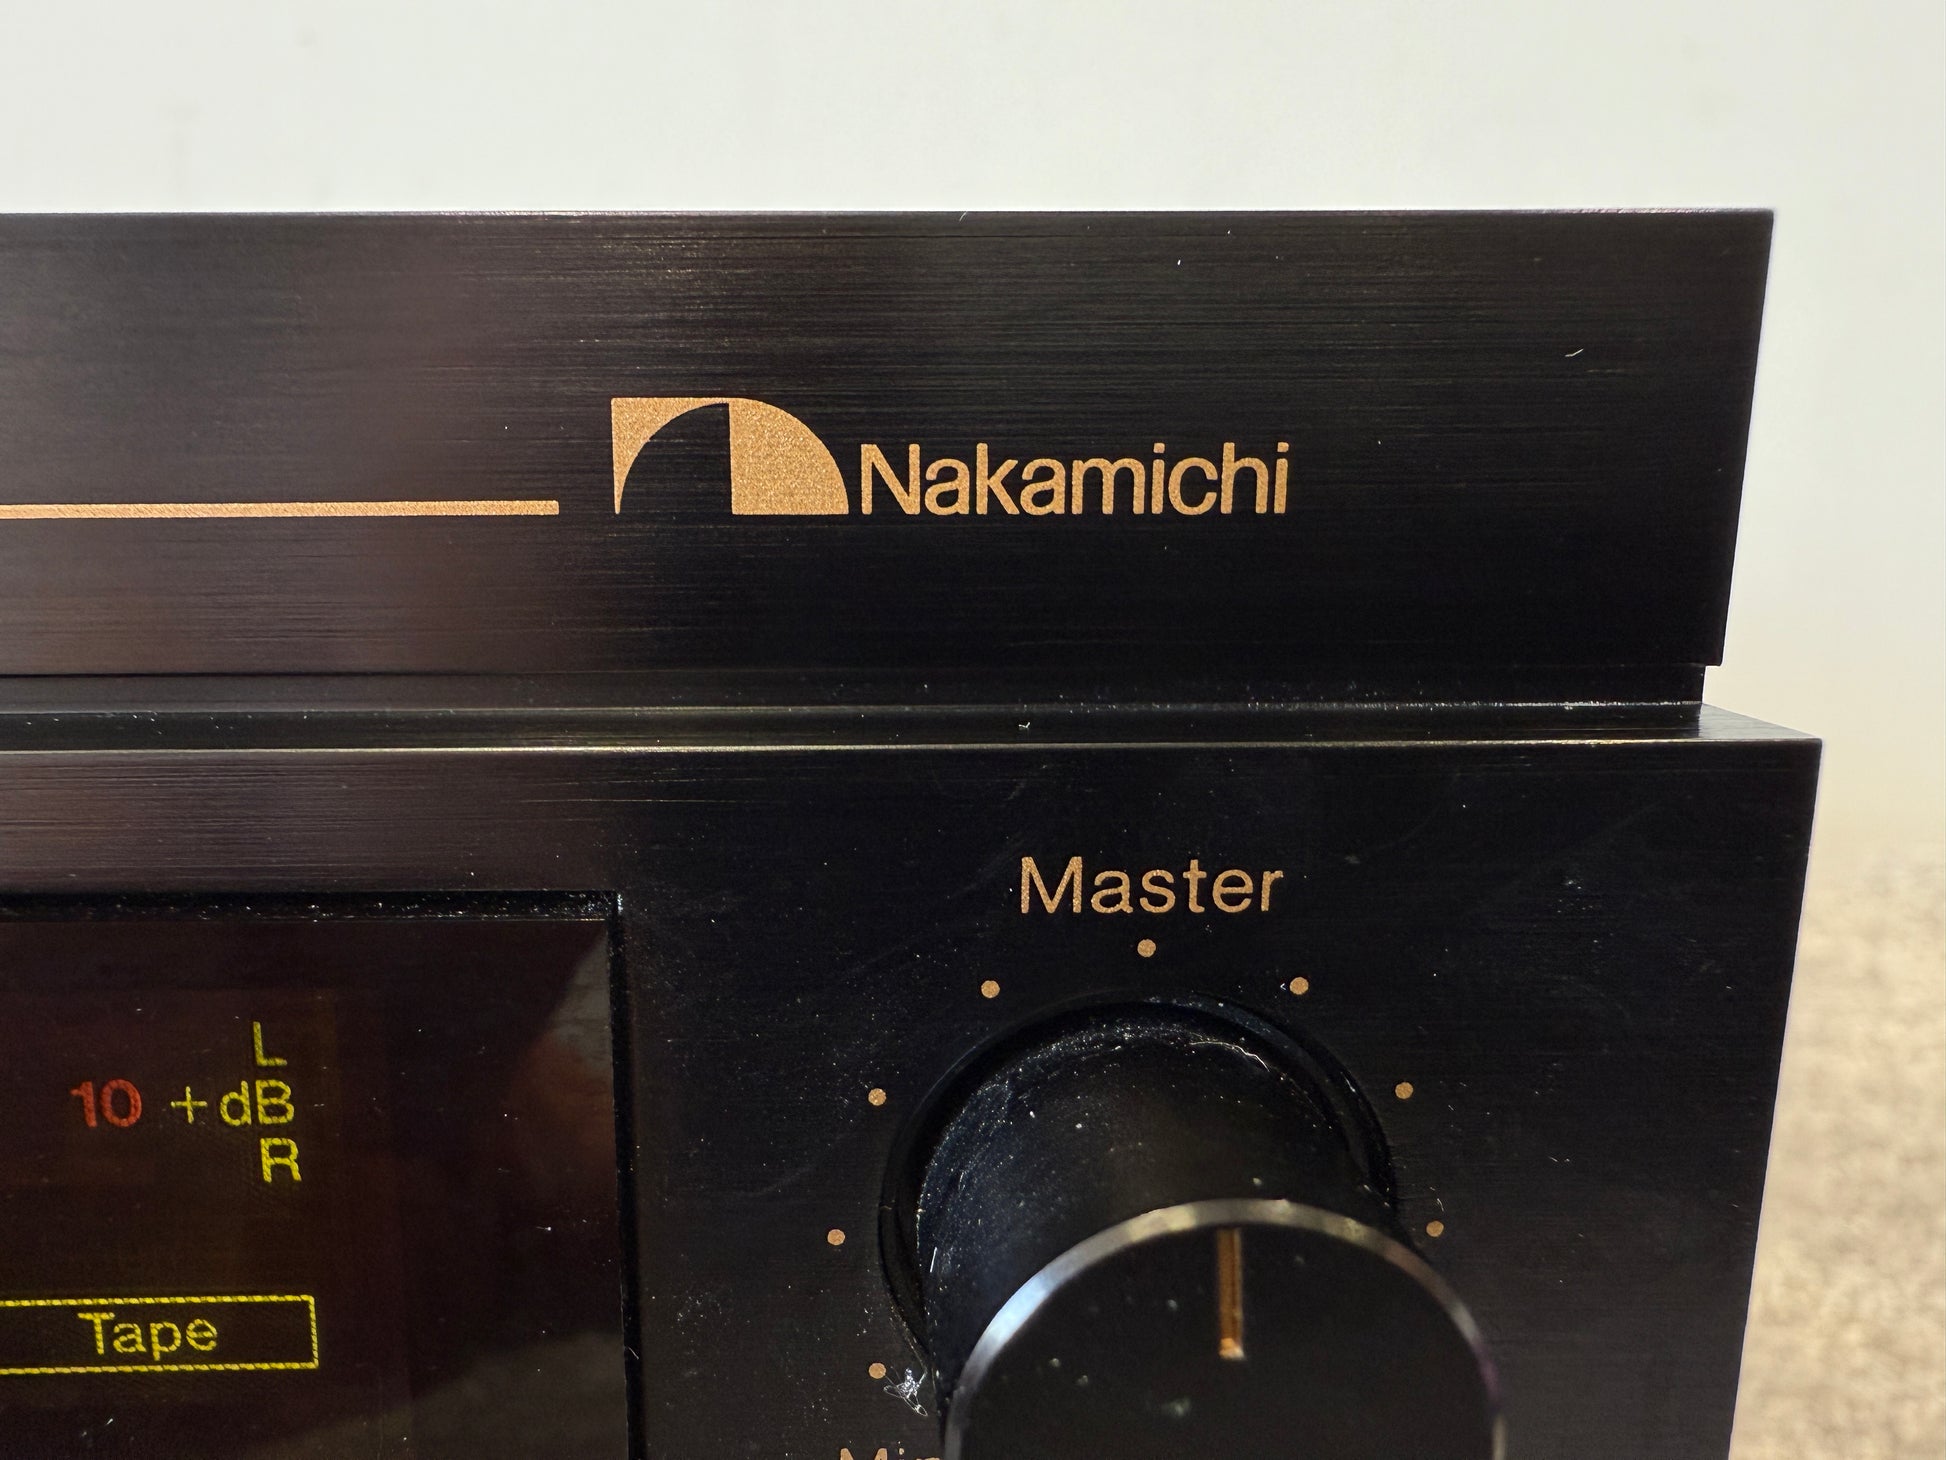 Nakamichi
Master
L
10 +dB
R
Tape